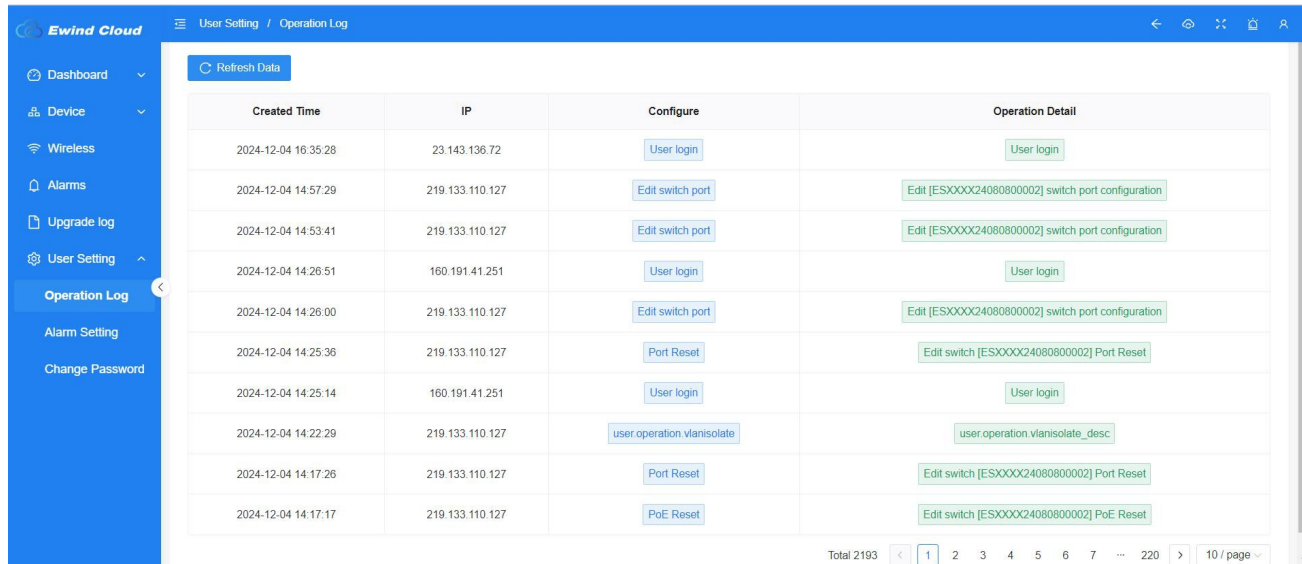 Ewind Cloud
User Setting / Operation Log
Dashboard
Device
Wireless
Alarms
Upgrade log
User Setting
Operation Log
Alarm Setting
Change Password
Refresh Data
Created Time IP Configure Operation Detail
2024-12-04 16:35:28 23.143.136.72 User login User login
2024-12-04 14:57:29 219.133.110.127 Edit switch port Edit [ESXXXX24080800002] switch port configuration
2024-12-04 14:53:41 219.133.110.127 Edit switch port Edit [ESXXXX24080800002] switch port configuration
2024-12-04 14:26:51 160.191.41.251 User login User login
2024-12-04 14:26:00 219.133.110.127 Edit switch port Edit [ESXXXX24080800002] switch port configuration
2024-12-04 14:25:36 219.133.110.127 Port Reset Edit switch [ESXXXX24080800002] Port Reset
2024-12-04 14:25:14 160.191.41.251 User login User login
2024-12-04 14:22:29 219.133.110.127 user.operation.vlanisolate user.operation.vlanisolate_desc
2024-12-04 14:17:26 219.133.110.127 Port Reset Edit switch [ESXXXX24080800002] Port Reset
2024-12-04 14:17:17 219.133.110.127 PoE Reset Edit switch [ESXXXX24080800002] PoE Reset
Total 2193 < 1 2 3 4 5 6 7 ··· 220 > 10 / page